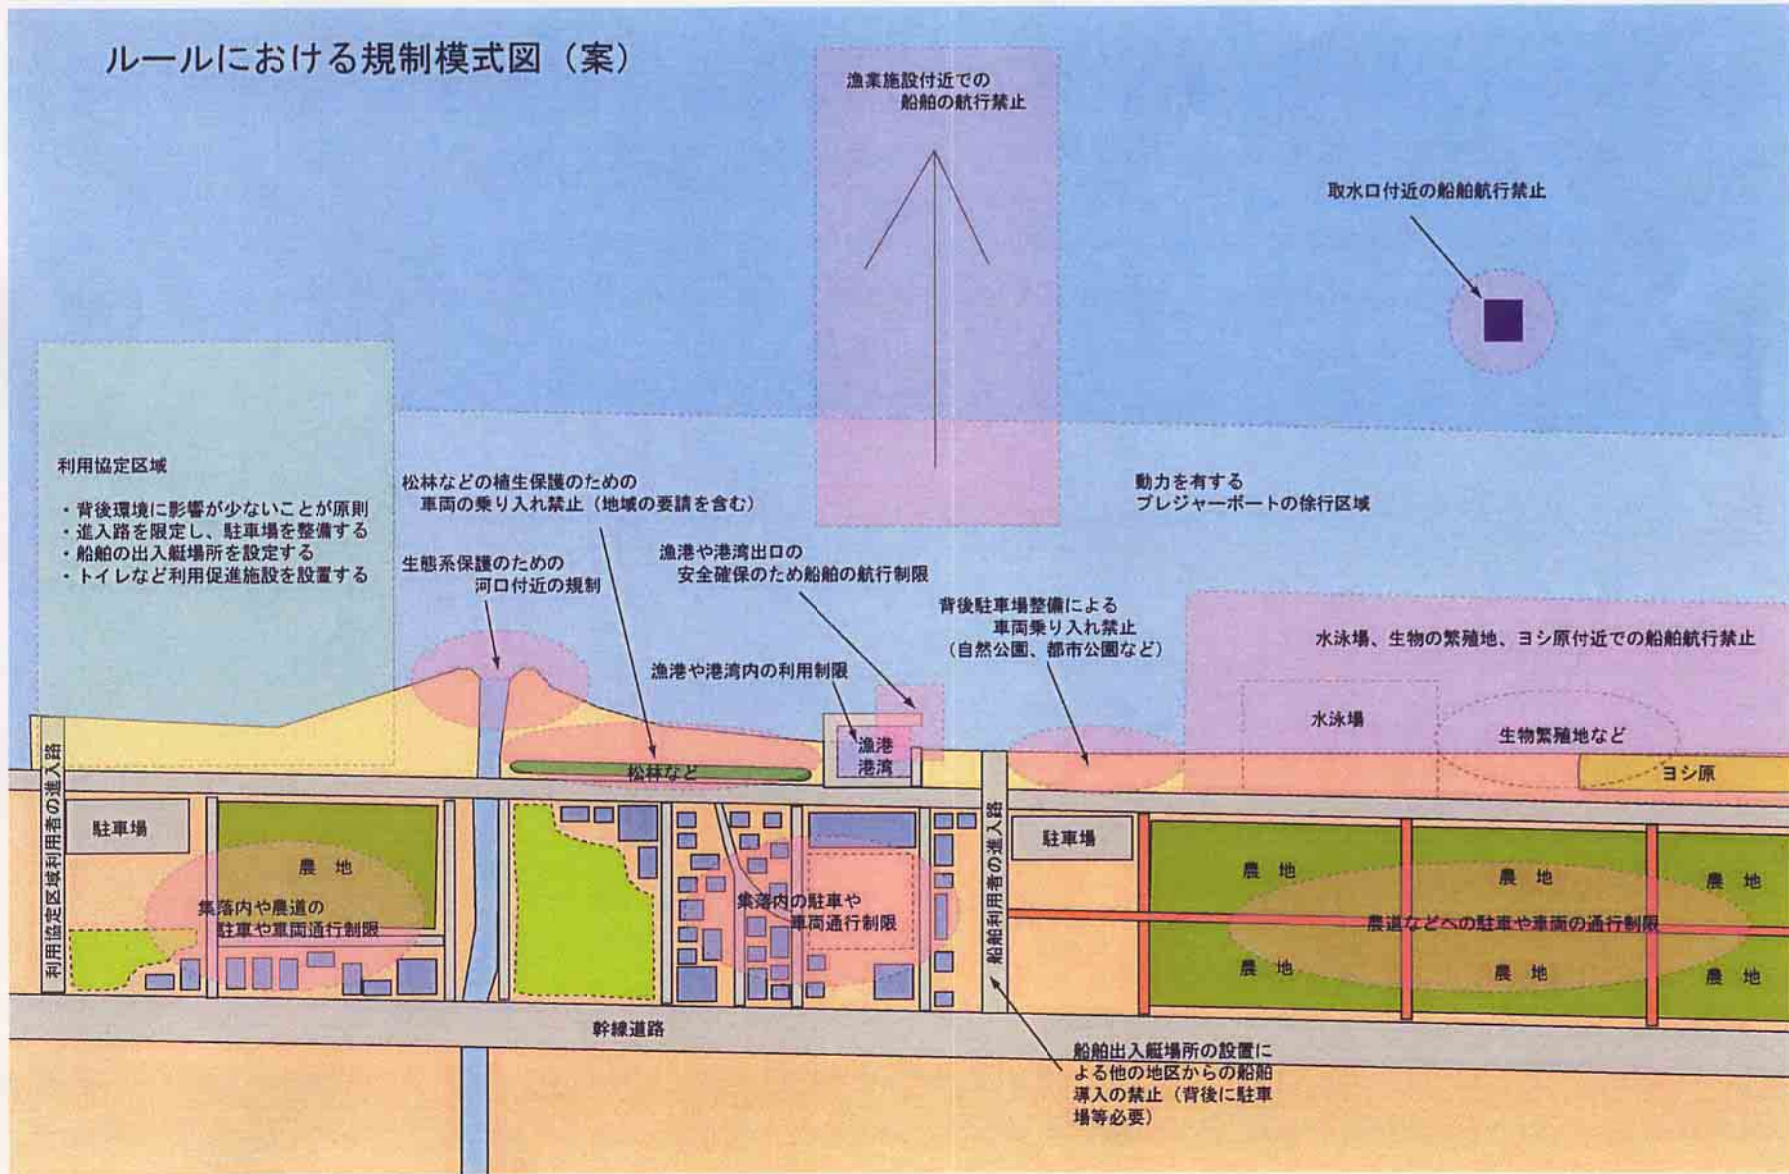 ルールにおける規制模式図（案）
漁業施設付近での
船舶の航行禁止
取水口付近の船舶航行禁止
利用協定区域
・背後環境に影響が少ないことが原則
・進入路を限定し、駐車場を整備する
・船舶の出入艇場所を設定する
・トイレなど利用促進施設を設置する
松林などの植生保護のための
車両の乗り入れ禁止（地域の要請を含む）
動力を有する
プレジャーボートの徐行区域
生態系保護のための
河口付近の規制
漁港や港湾出口の
安全確保のため船舶の航行制限
背後駐車場整備による
車両乗り入れ禁止
（自然公園、都市公園など）
水泳場、生物の繁殖地、ヨシ原付近での船舶航行禁止
漁港や港湾内の利用制限
水泳場
生物繁殖地など
漁港
港湾
松林など
ヨシ原
利用協定区域利用者の進入路
駐車場
農 地
集落内や農道の
駐車や車両通行制限
集落内の駐車や
車両通行制限
船舶利用者の進入路
駐車場
農 地
農 地
農 地
農道などへの駐車や車両の通行制限
農 地
農 地
農 地
幹線道路
船舶出入艇場所の設置に
よる他の地区からの船舶
導入の禁止（背後に駐車
場等必要）